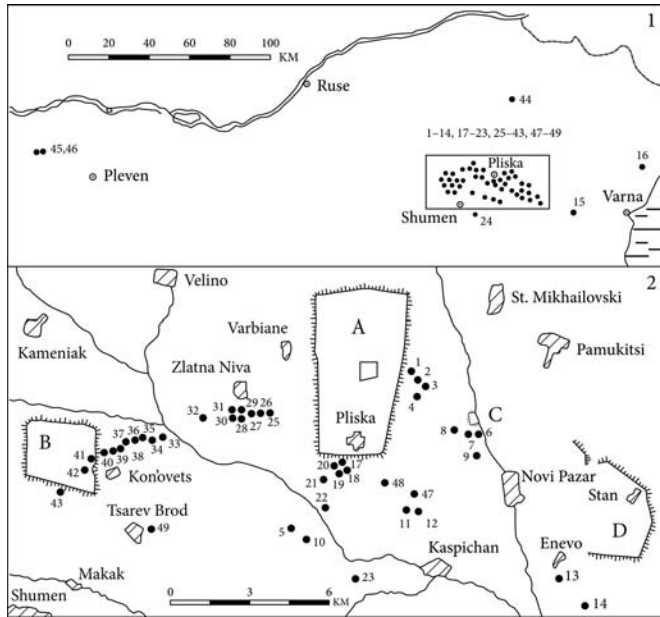 1
0 20 40 60 80 100
KM
Ruse
44
1–14, 17–23, 25–43, 47–49
45,46
Pleven
Pliska
16
Shumen
24
15
Varna
2
Velino
St. Mikhailovski
Kameniak
Varbiane
A
Pamukitsi
Zlatna Niva
1
2
3
4
31 29 26
32
30 28 27 25
C
Pliska
8
7
6
9
B
37 36 35
41 40 39 38 34 33
42
43
Kon'ovets
20 17
21 19 18
48
47
22
11 12
Novi Pazar
Stan
D
Tsarev Brod
49
5
10
Enevo
Kaspichan
13
Makak
23
14
Shumen
0 3 6
KM